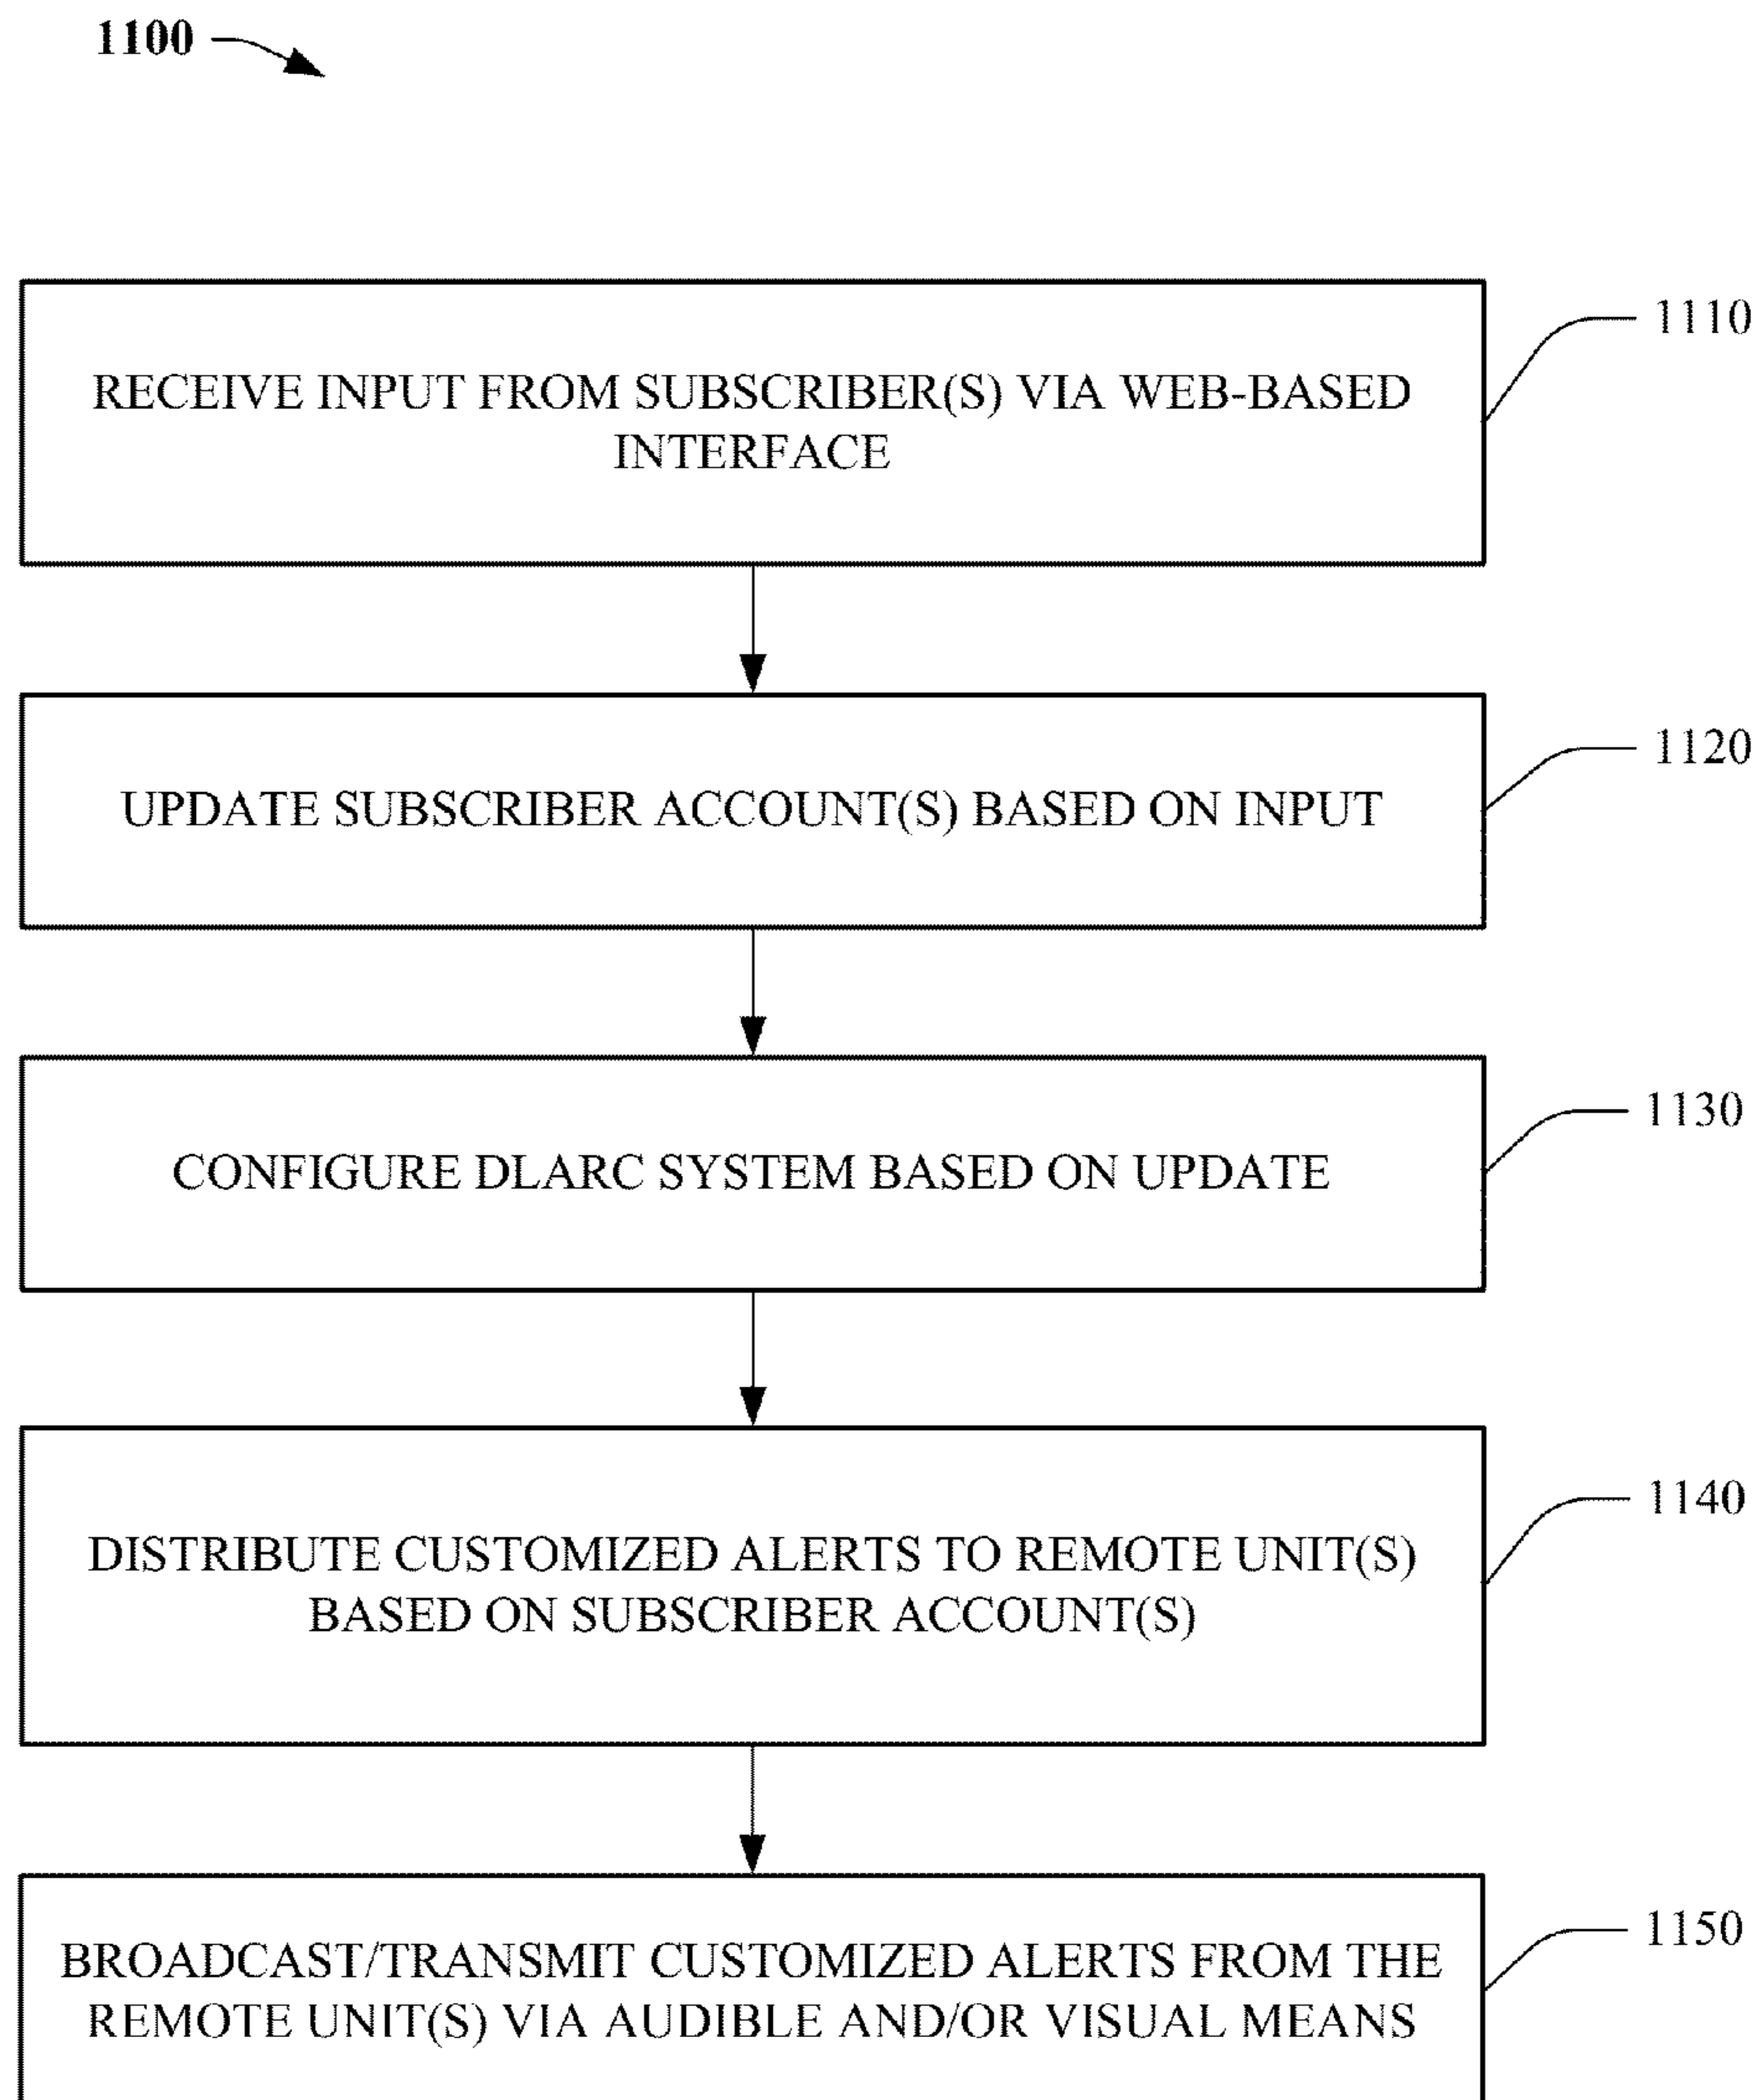 1100
1110
RECEIVE INPUT FROM SUBSCRIBER(S) VIA WEB-BASED
INTERFACE
1120
UPDATE SUBSCRIBER ACCOUNT(S) BASED ON INPUT
1130
CONFIGURE DLARC SYSTEM BASED ON UPDATE
1140
DISTRIBUTE CUSTOMIZED ALERTS TO REMOTE UNIT(S)
BASED ON SUBSCRIBER ACCOUNT(S)
1150
BROADCAST/TRANSMIT CUSTOMIZED ALERTS FROM THE
REMOTE UNIT(S) VIA AUDIBLE AND/OR VISUAL MEANS